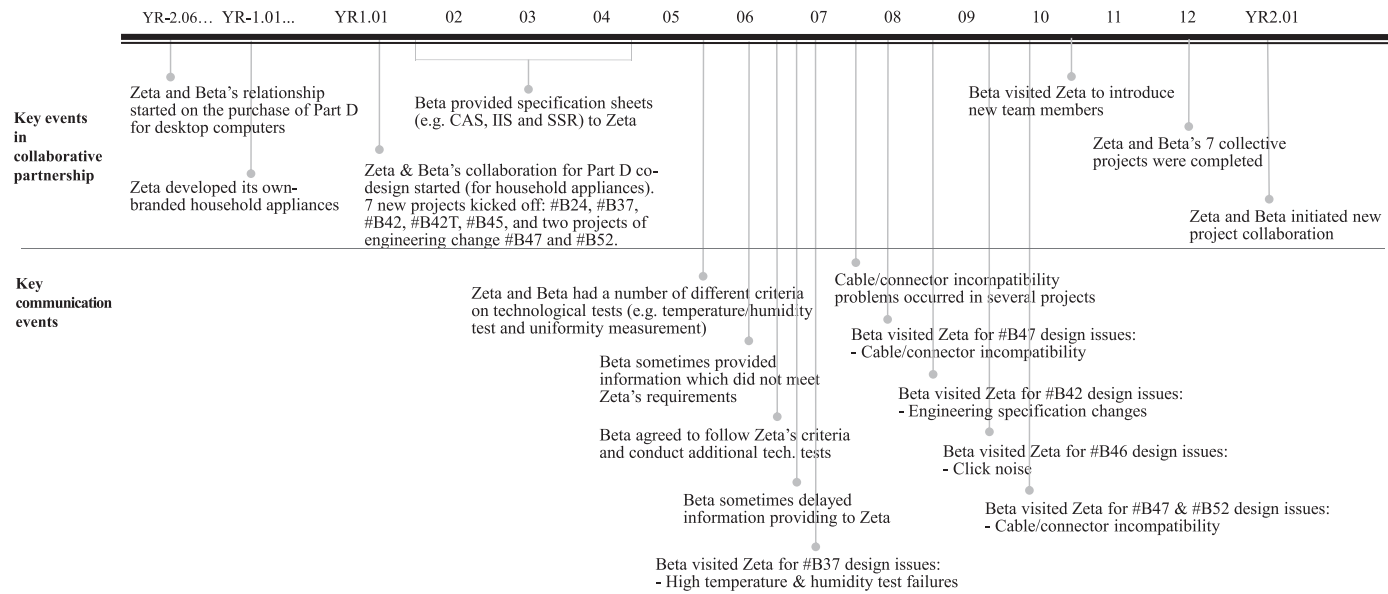 YR-2.06… YR-1.01... YR1.01 02 03 04 05 06 07 08 09 10 11 12 YR2.01
Key events
in
collaborative
partnership
Zeta and Beta's relationship
started on the purchase of Part D
for desktop computers
Zeta developed its own-
branded household appliances
Beta provided specification sheets
(e.g. CAS, IIS and SSR) to Zeta
Zeta & Beta's collaboration for Part D co-
design started (for household appliances).
7 new projects kicked off: #B24, #B37,
#B42, #B42T, #B45, and two projects of
engineering change #B47 and #B52.
Beta visited Zeta to introduce
new team members
Zeta and Beta's 7 collective
projects were completed
Zeta and Beta initiated new
project collaboration
Key
communication
events
Zeta and Beta had a number of different criteria
on technological tests (e.g. temperature/humidity
test and uniformity measurement)
Beta sometimes provided
information which did not meet
Zeta's requirements
Beta agreed to follow Zeta's criteria
and conduct additional tech. tests
Beta sometimes delayed
information providing to Zeta
Beta visited Zeta for #B37 design issues:
- High temperature & humidity test failures
Cable/connector incompatibility
problems occurred in several projects
Beta visited Zeta for #B47 design issues:
- Cable/connector incompatibility
Beta visited Zeta for #B42 design issues:
- Engineering specification changes
Beta visited Zeta for #B46 design issues:
- Click noise
Beta visited Zeta for #B47 & #B52 design issues:
- Cable/connector incompatibility